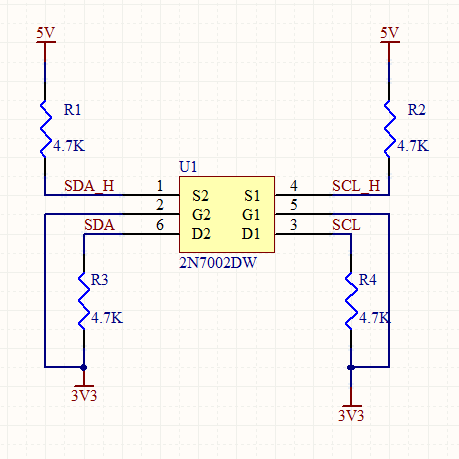 5V 5V
R1 R2
4.7K 4.7K
U1
SDA_H 1 S2 S1 4 SCL_H
2 G2 G1 5
SDA 6 D2 D1 3 SCL
2N7002DW
R3 R4
4.7K 4.7K
3V3
3V3